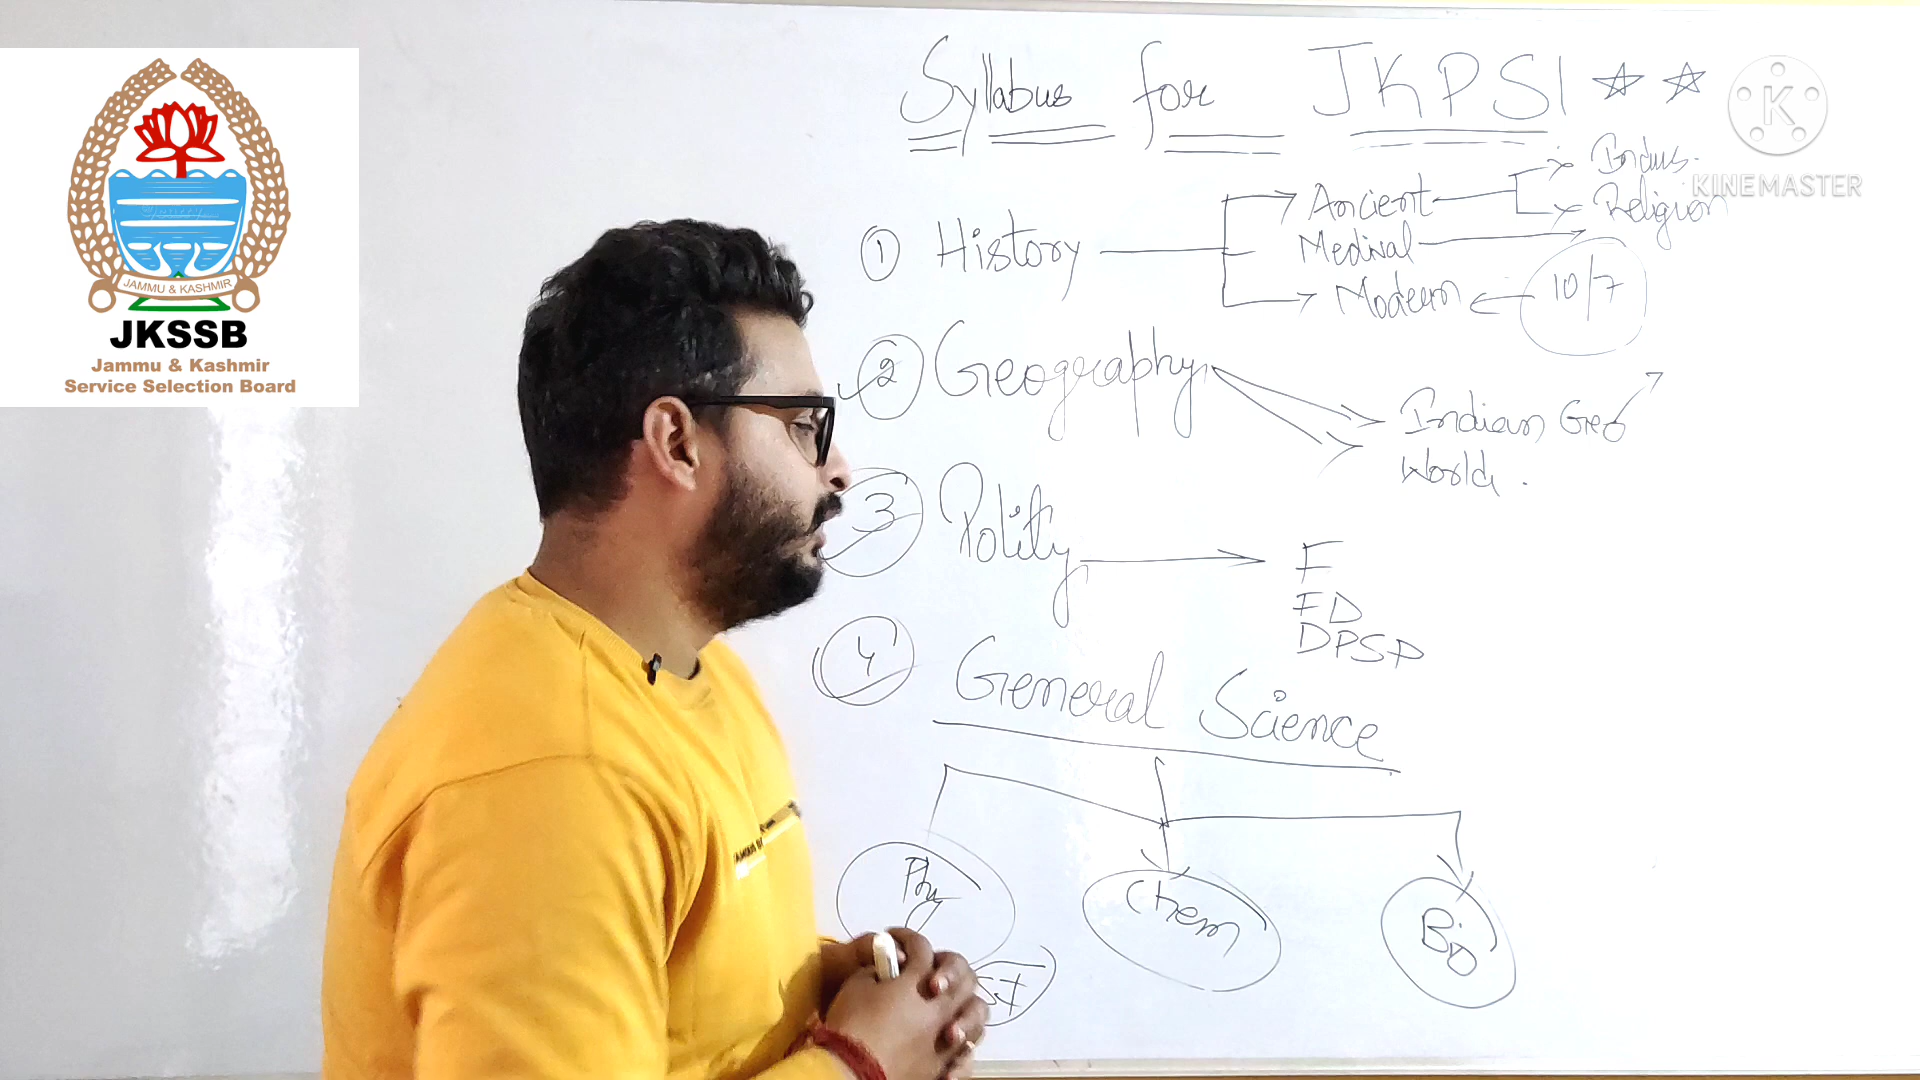 Syllabus for JKPSI
KINEMASTER
JAMMU & KASHMIR
JKSSB
Jammu & Kashmir
Service Selection Board
1 History
Ancient
Indus.
Religion
Medival
Modern
10/7
2 Geography
Indian Geo
World.
3 Polity
F
FD
DPSP
4 General Science
Phy
Chem
Bio